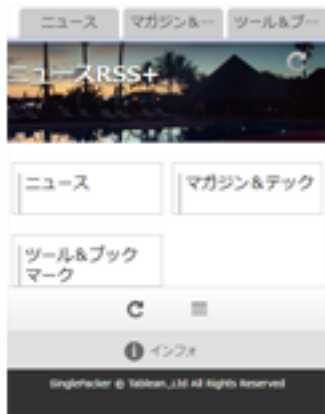 ニュース マガジン&… ツール&ブ…
ニュースRSS+
ニュース マガジン&テック
ツール&ブック
マーク
インフォ
SinglePacker @ Tablean.,Ltd All Rights Reserved